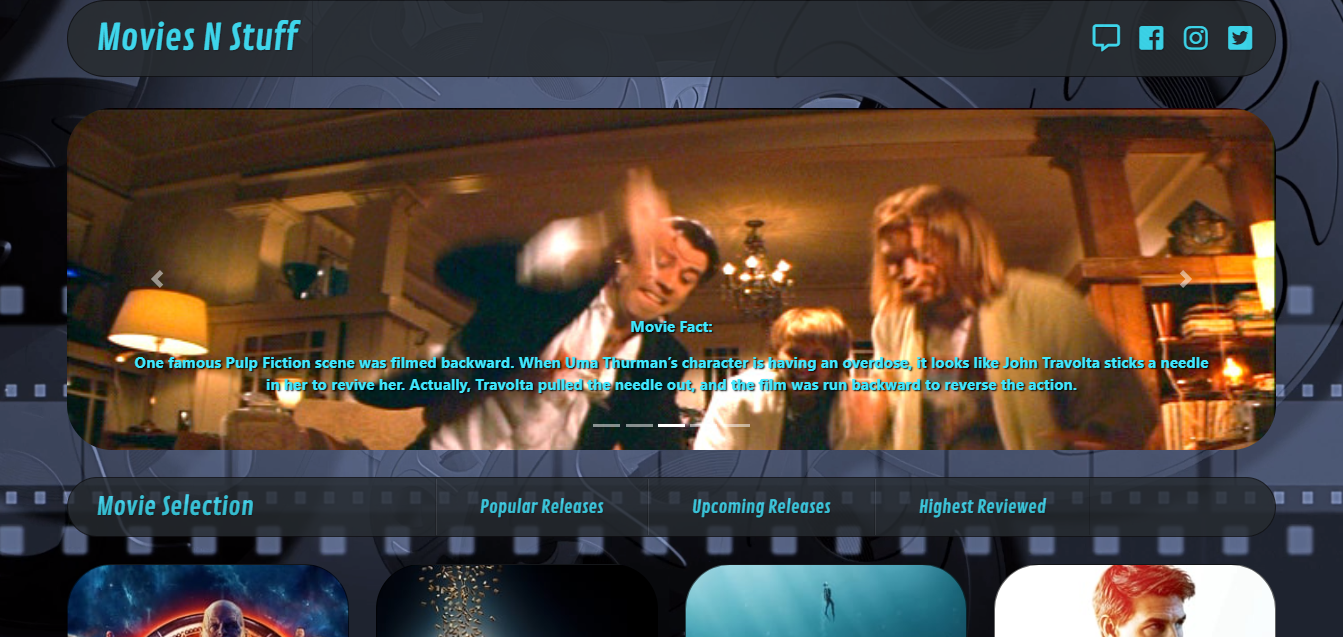 Movies N Stuff
Movie Fact:
One famous Pulp Fiction scene was filmed backward. When Uma Thurman's character is having an overdose, it looks like John Travolta sticks a needle
in her to revive her. Actually, Travolta pulled the needle out, and the film was run backward to reverse the action.
Movie Selection
Popular Releases
Upcoming Releases
Highest Reviewed